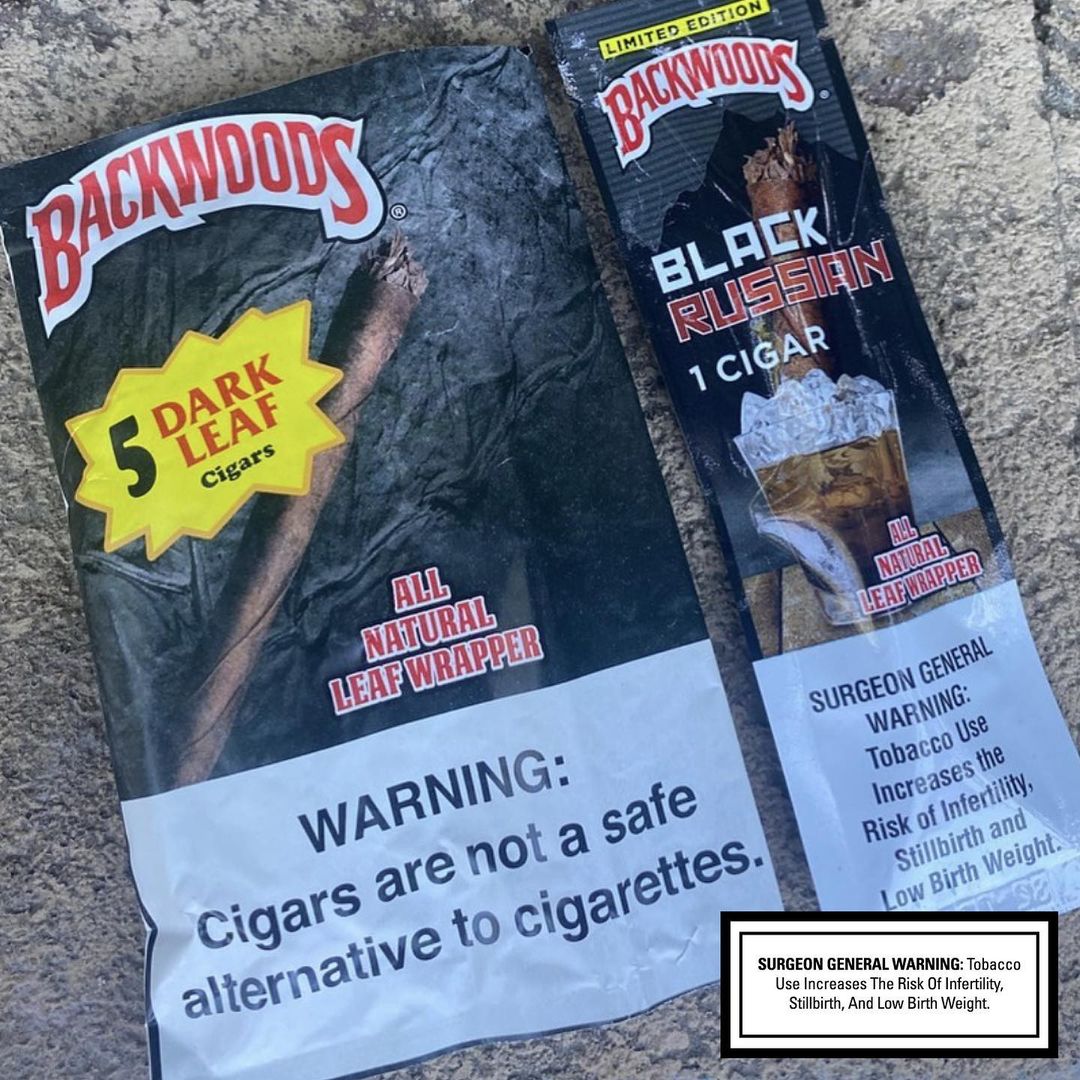 BACKWOODS®
5 DARK
LEAF
Cigars
ALL
NATURAL
LEAF WRAPPER
WARNING:
Cigars are not a safe
alternative to cigarettes.
LIMITED EDITION
BACKWOODS®
BLACK
RUSSIAN
1 CIGAR
ALL
NATURAL
LEAF WRAPPER
SURGEON GENERAL
WARNING:
Tobacco Use
Increases the
Risk of Infertility,
Stillbirth and
Low Birth Weight.
SURGEON GENERAL WARNING: Tobacco
Use Increases The Risk Of Infertility,
Stillbirth, And Low Birth Weight.